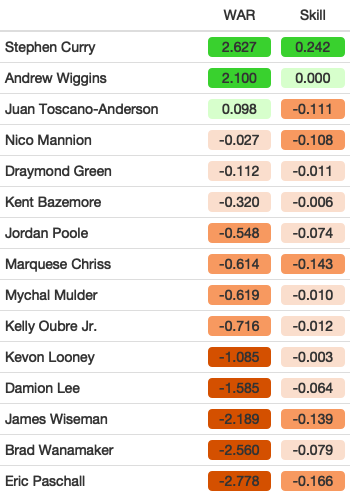 WAR Skill
Stephen Curry 2.627 0.242
Andrew Wiggins 2.100 0.000
Juan Toscano-Anderson 0.098 -0.111
Nico Mannion -0.027 -0.108
Draymond Green -0.112 -0.011
Kent Bazemore -0.320 -0.006
Jordan Poole -0.548 -0.074
Marquese Chriss -0.614 -0.143
Mychal Mulder -0.619 -0.010
Kelly Oubre Jr. -0.716 -0.012
Kevon Looney -1.085 -0.003
Damion Lee -1.585 -0.064
James Wiseman -2.189 -0.139
Brad Wanamaker -2.560 -0.079
Eric Paschall -2.778 -0.166